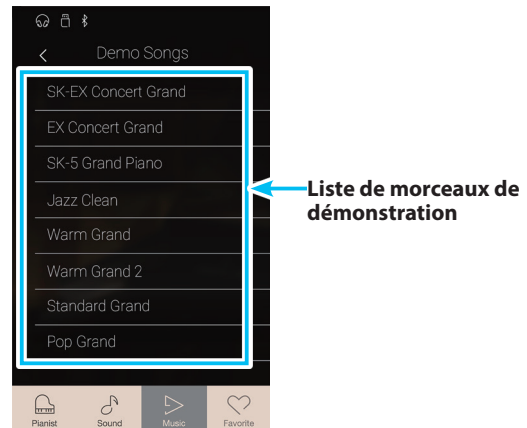 Demo Songs
SK-EX Concert Grand
EX Concert Grand
SK-5 Grand Piano
Jazz Clean
Warm Grand
Warm Grand 2
Standard Grand
Pop Grand
Liste de morceaux de
démonstration
Pianist Sound Music Favorite